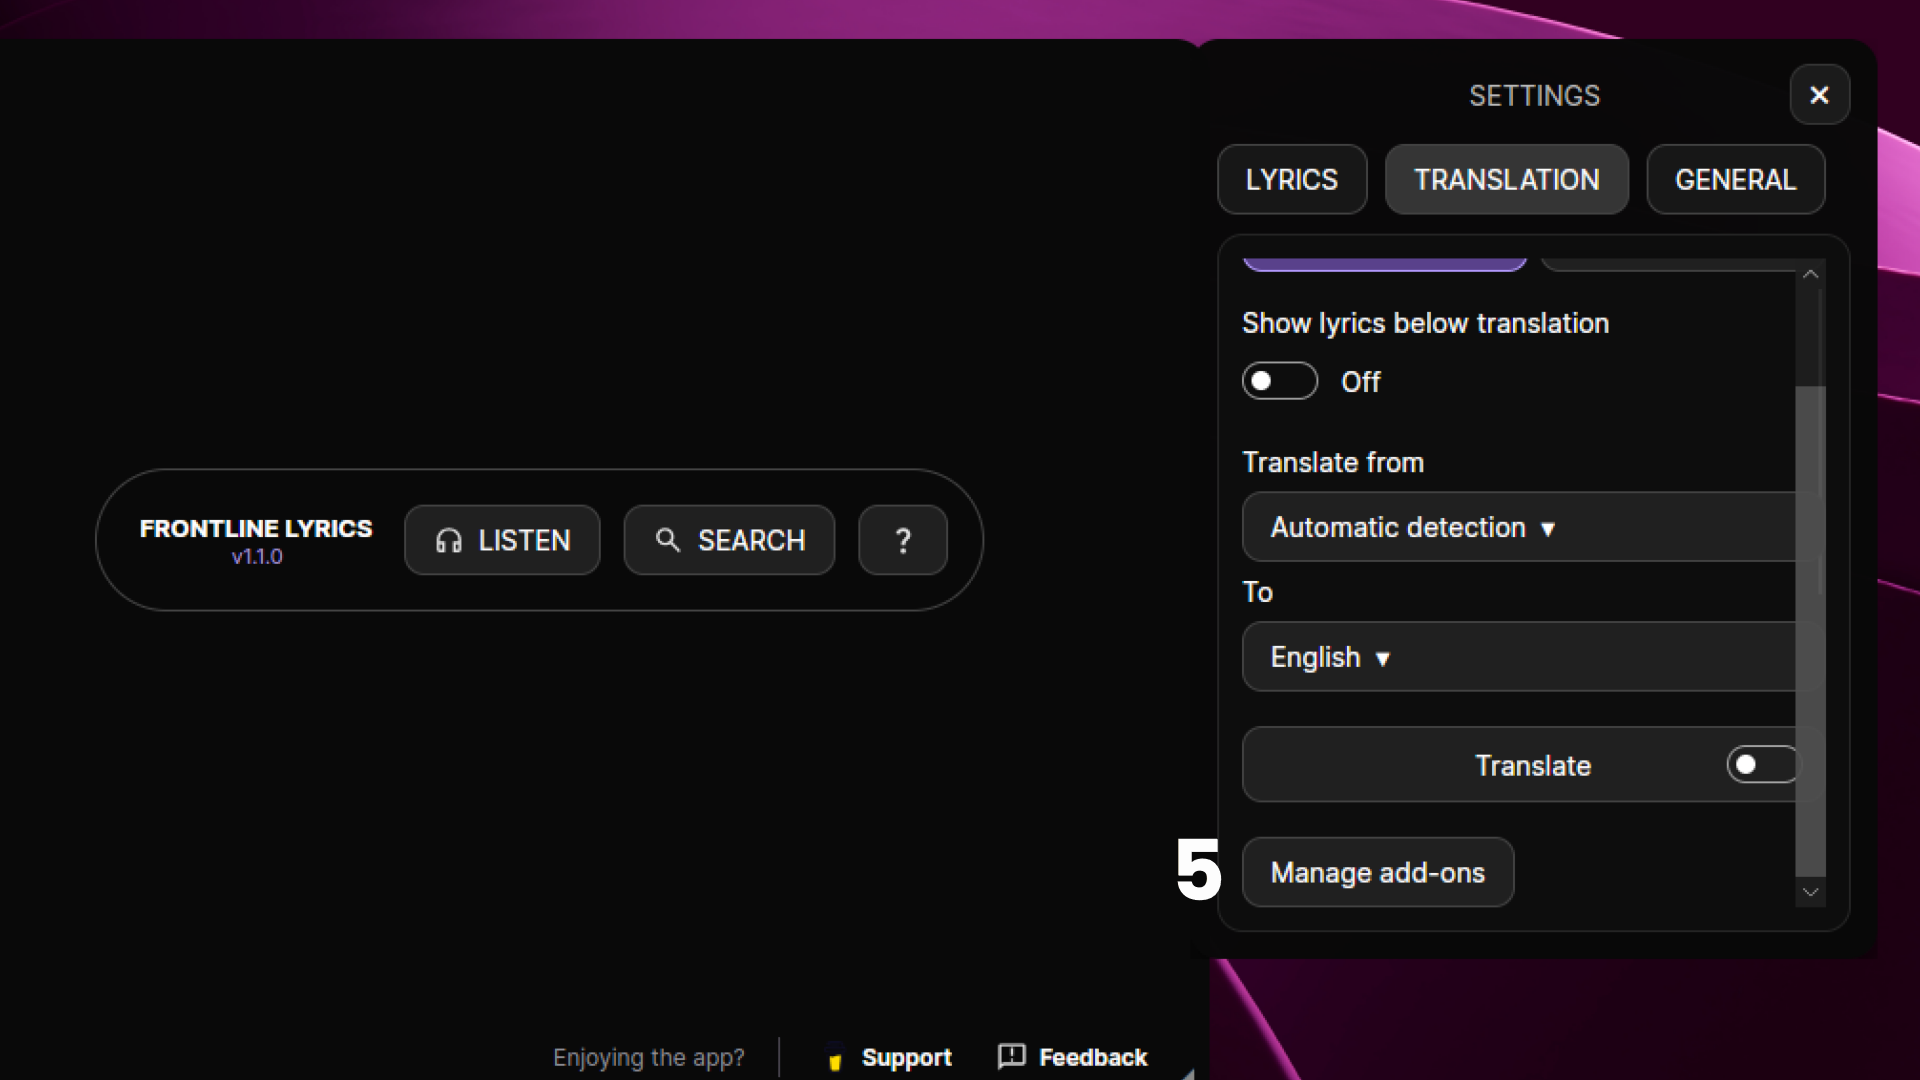 SETTINGS
LYRICS
TRANSLATION
GENERAL
Show lyrics below translation
Off
Translate from
Automatic detection ▼
To
English ▼
Translate
5
Manage add-ons
FRONTLINE LYRICS
v1.1.0
LISTEN
SEARCH
?
Enjoying the app?
Support
Feedback